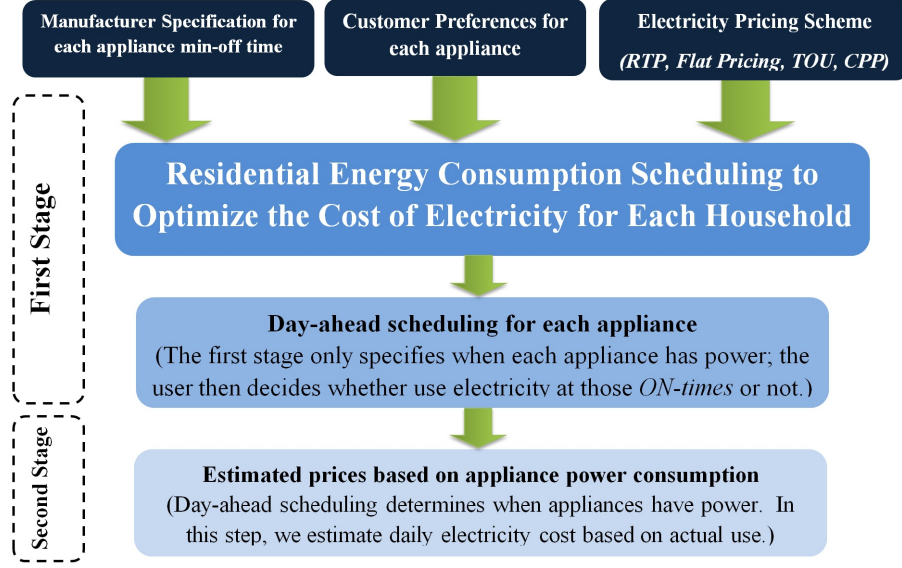 Manufacturer Specification for
each appliance min-off time
Customer Preferences for
each appliance
Electricity Pricing Scheme
(RTP, Flat Pricing, TOU, CPP)
First Stage
Residential Energy Consumption Scheduling to
Optimize the Cost of Electricity for Each Household
Day-ahead scheduling for each appliance
(The first stage only specifies when each appliance has power; the
user then decides whether use electricity at those ON-times or not.)
Second Stage
Estimated prices based on appliance power consumption
(Day-ahead scheduling determines when appliances have power. In
this step, we estimate daily electricity cost based on actual use.)